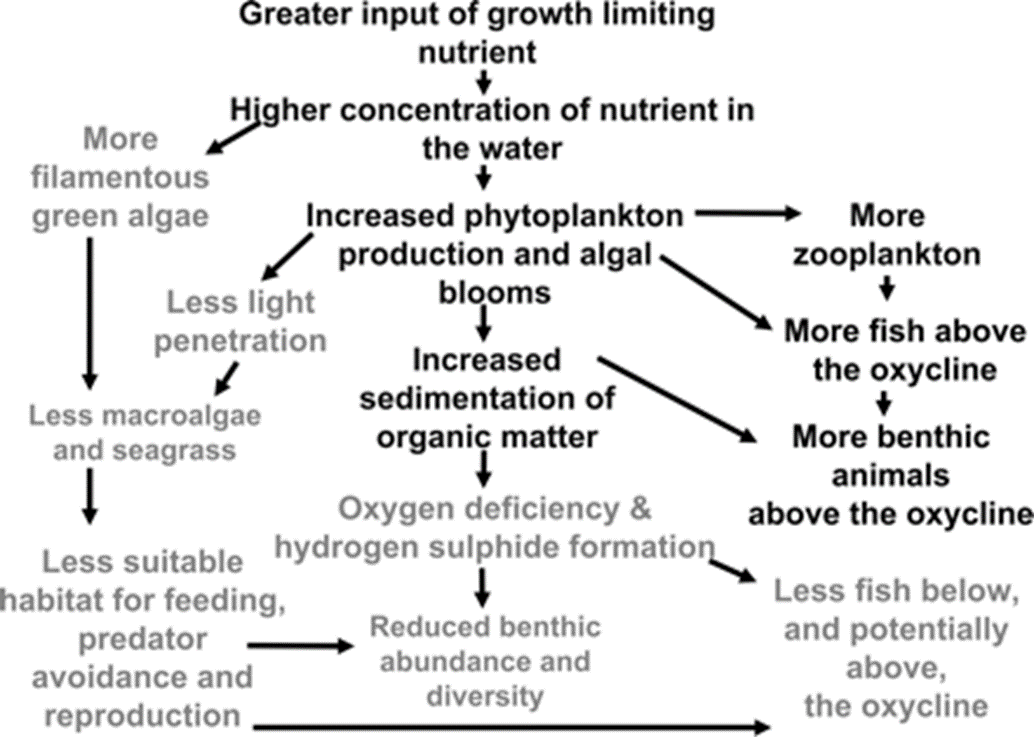 Greater input of growth limiting
nutrient
Higher concentration of nutrient in
the water
More
filamentous
green algae
Increased phytoplankton
production and algal
blooms
More
zooplankton
Less light
penetration
More fish above
the oxycline
Increased
sedimentation of
organic matter
Less macroalgae
and seagrass
More benthic
animals
above the oxycline
Oxygen deficiency &
hydrogen sulphide formation
Less suitable
habitat for feeding,
predator
avoidance and
reproduction
Reduced benthic
abundance and
diversity
Less fish below,
and potentially
above,
the oxycline